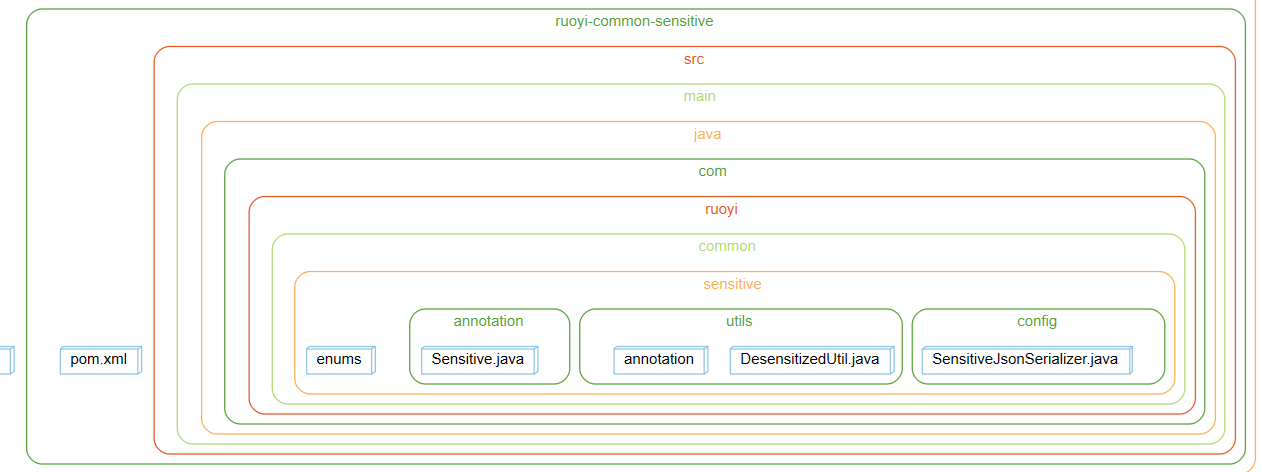 ruoyi-common-sensitive
src
main
java
com
ruoyi
common
sensitive
annotation
utils
config
pom.xml
enums
Sensitive.java
annotation
DesensitizedUtil.java
SensitiveJsonSerializer.java